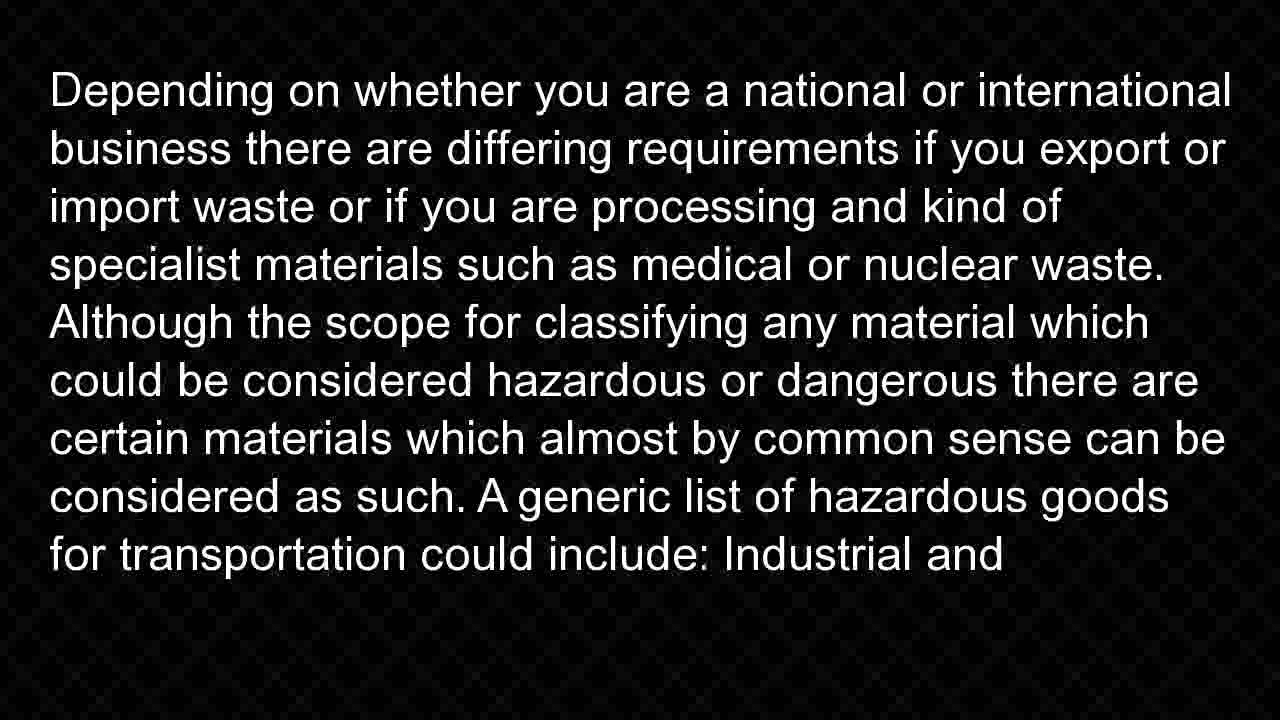 Depending on whether you are a national or international
business there are differing requirements if you export or
import waste or if you are processing and kind of
specialist materials such as medical or nuclear waste.
Although the scope for classifying any material which
could be considered hazardous or dangerous there are
certain materials which almost by common sense can be
considered as such. A generic list of hazardous goods
for transportation could include: Industrial and